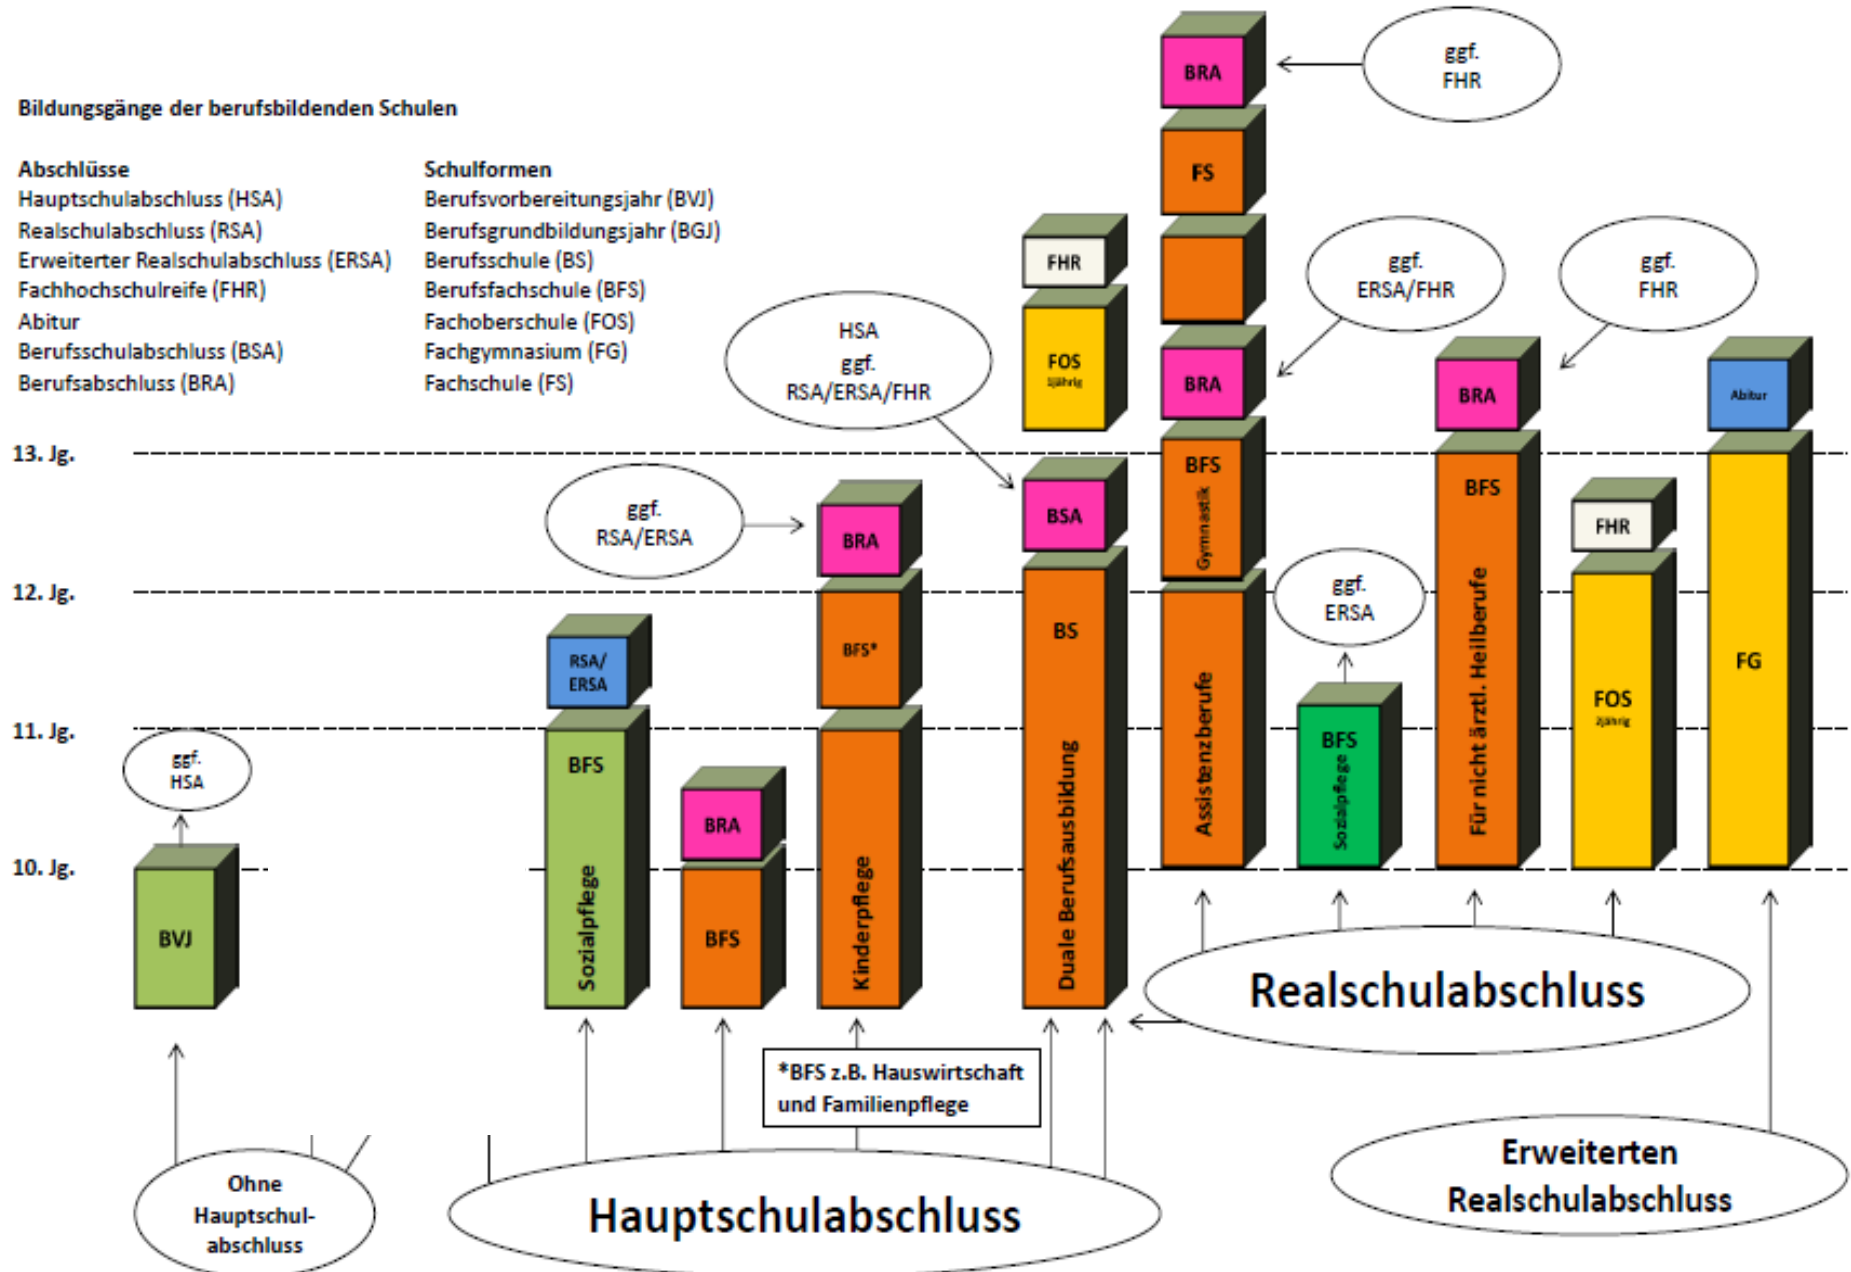 Bildungsgänge der berufsbildenden Schulen
Abschlüsse
Hauptschulabschluss (HSA)
Realschulabschluss (RSA)
Erweiterter Realschulabschluss (ERSA)
Fachhochschulreife (FHR)
Abitur
Berufsschulabschluss (BSA)
Berufsabschluss (BRA)
Schulformen
Berufsvorbereitungsjahr (BVJ)
Berufsgrundbildungsjahr (BGJ)
Berufsschule (BS)
Berufsfachschule (BFS)
Fachoberschule (FOS)
Fachgymnasium (FG)
Fachschule (FS)
13. Jg.
12. Jg.
11. Jg.
10. Jg.
ggf.
HSA
BVJ
Ohne
Hauptschul-
abschluss
RSA/
ERSA
BFS
Sozialpflege
BRA
BFS
ggf.
RSA/ERSA
BRA
BFS*
Kinderpflege
*BFS z.B. Hauswirtschaft
und Familienpflege
Hauptschulabschluss
HSA
ggf.
RSA/ERSA/FHR
FHR
FOS
1jährig
BSA
BS
Duale Berufsausbildung
ggf.
FHR
BRA
FS
ggf.
ERSA/FHR
BRA
BFS
Gymnastik
Assistenzberufe
ggf.
ERSA
BFS
Sozialpflege
ggf.
FHR
BRA
BFS
Für nicht ärztl. Heilberufe
FHR
FOS
2jährig
Abitur
FG
Realschulabschluss
Erweiterten
Realschulabschluss